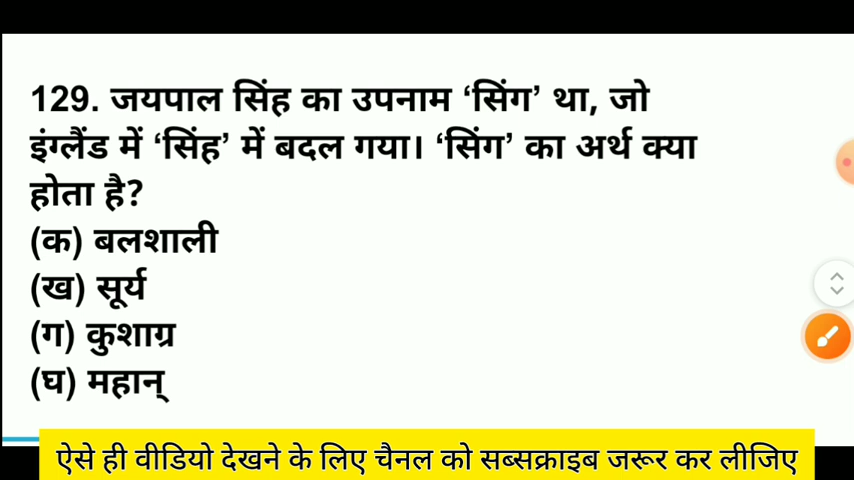 129. जयपाल सिंह का उपनाम ‘सिंग’ था, जो
इंग्लैंड में ‘सिंह’ में बदल गया। ‘सिंग’ का अर्थ क्या
होता है?
(क) बलशाली
(ख) सूर्य
(ग) कुशाग्र
(घ) महान्
ऐसे ही वीडियो देखने के लिए चैनल को सब्सक्राइब जरूर कर लीजिए